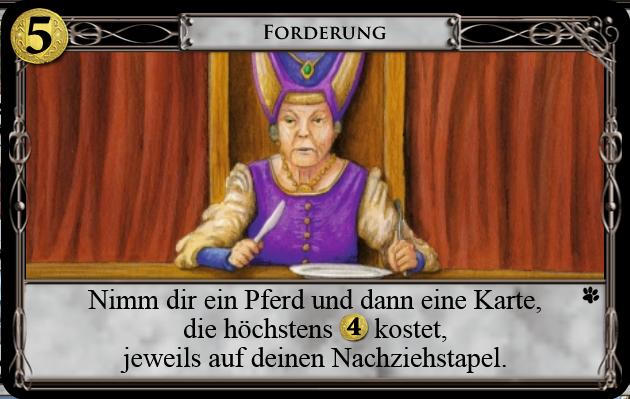 5
FORDERUNG
Nimm dir ein Pferd und dann eine Karte,
die höchstens 4 kostet,
jeweils auf deinen Nachziehstapel.